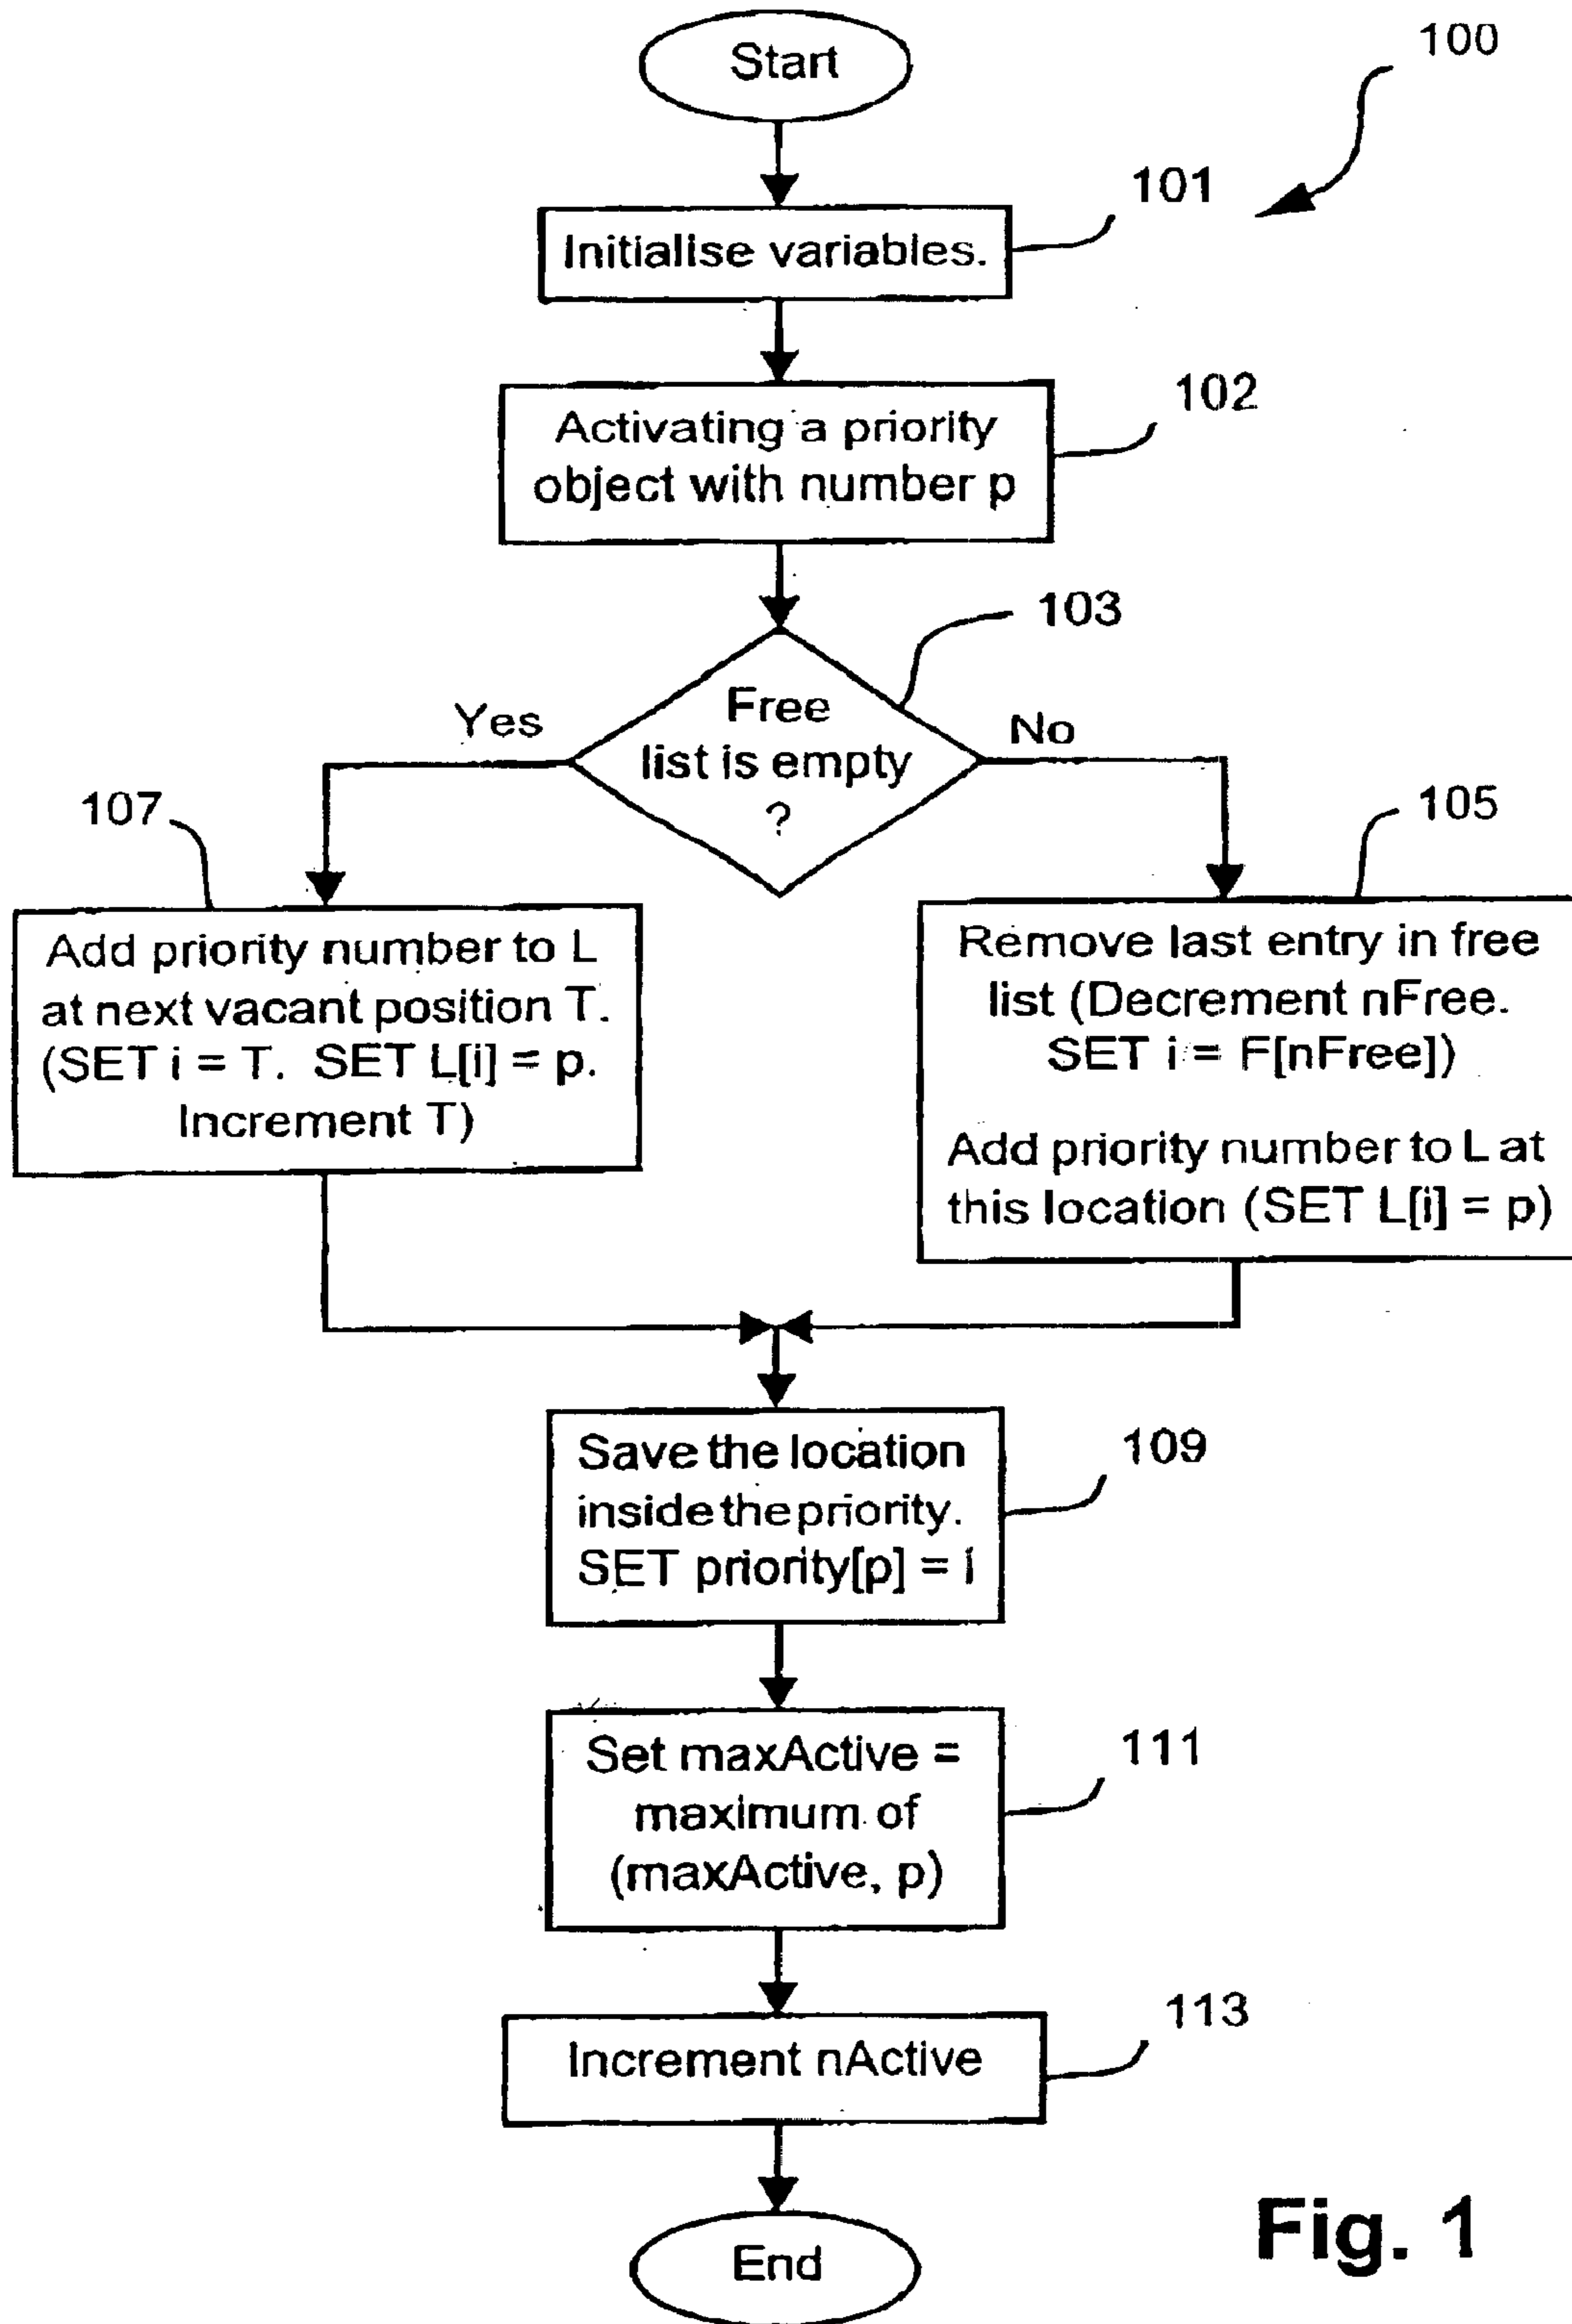 Start
100
101
Initialise variables.
102
Activating a priority
object with number p
103
Free
list is empty
?
Yes
No
107
105
Add priority number to L
at next vacant position T.
(SET i = T. SET L[i] = p.
Increment T)
Remove last entry in free
list (Decrement nFree.
SET i = F[nFree])
Add priority number to L at
this location (SET L[i] = p)
109
Save the location
inside the priority.
SET priority[p] = i
111
Set maxActive =
maximum of
(maxActive, p)
113
Increment nActive
End
Fig. 1